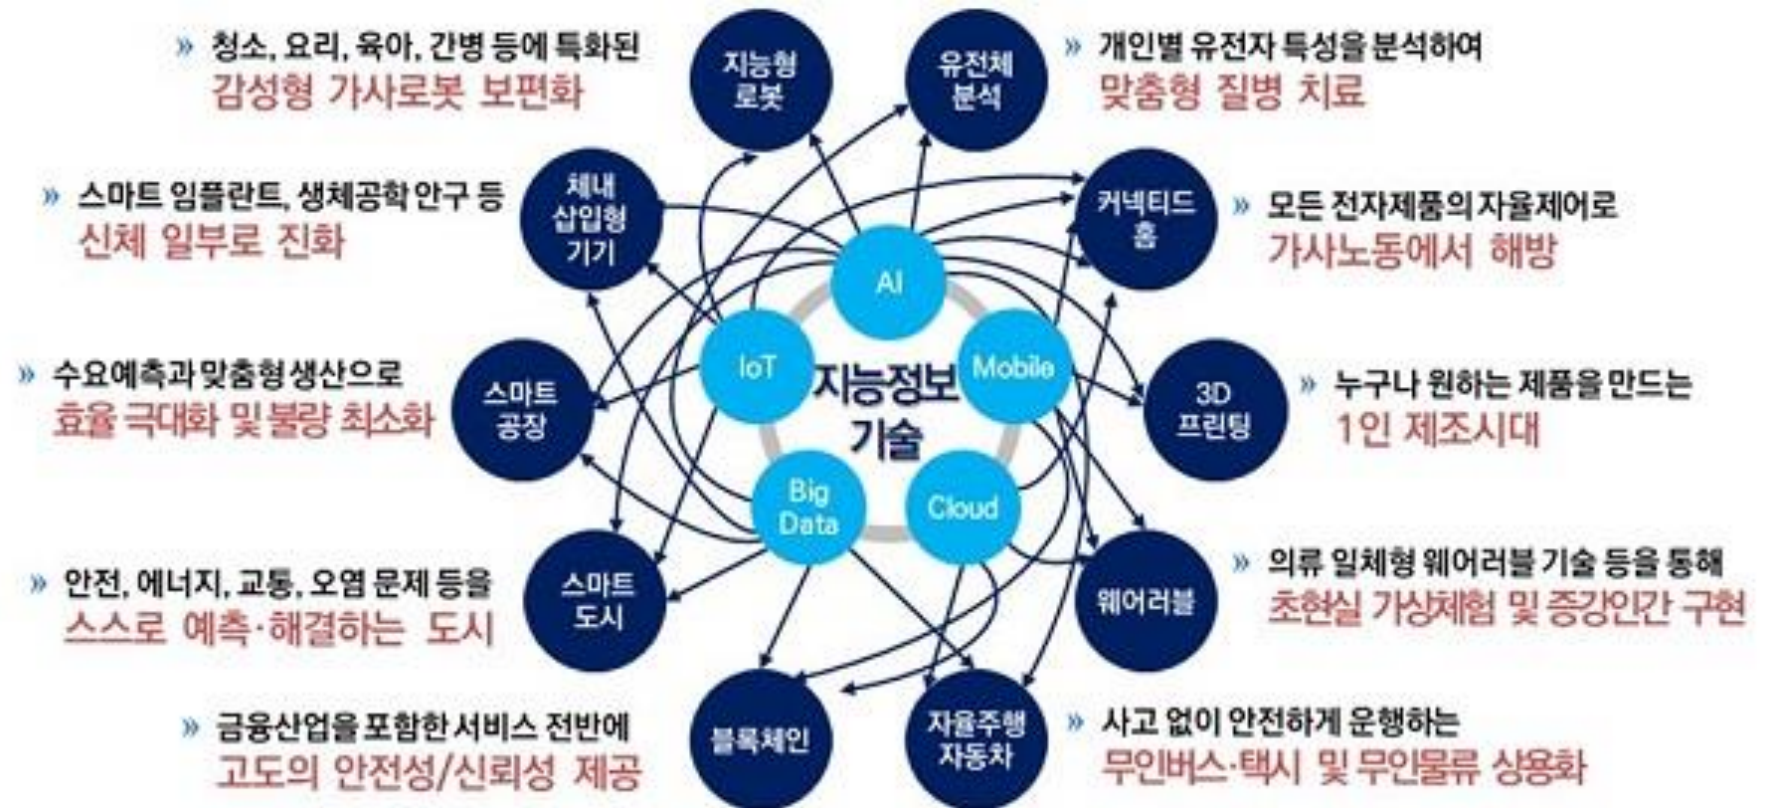 » 청소, 요리, 육아, 간병 등에 특화된
감성형 가사로봇 보편화
지능형
로봇
유전체
분석
» 개인별 유전자 특성을 분석하여
맞춤형 질병 치료
» 스마트 임플란트, 생체공학 안구 등
신체 일부로 진화
체내
삽입형
기기
커넥티드
홈
» 모든 전자제품의 자율제어로
가사노동에서 해방
AI
IoT
Mobile
지능정보
기술
Big
Data
Cloud
» 수요예측과 맞춤형 생산으로
효율 극대화 및 불량 최소화
스마트
공장
3D
프린팅
» 누구나 원하는 제품을 만드는
1인 제조시대
» 안전, 에너지, 교통, 오염 문제 등을
스스로 예측·해결하는 도시
스마트
도시
웨어러블
» 의류 일체형 웨어러블 기술 등을 통해
초현실 가상체험 및 증강인간 구현
» 금융산업을 포함한 서비스 전반에
고도의 안전성/신뢰성 제공
블록체인
자율주행
자동차
» 사고 없이 안전하게 운행하는
무인버스·택시 및 무인물류 상용화